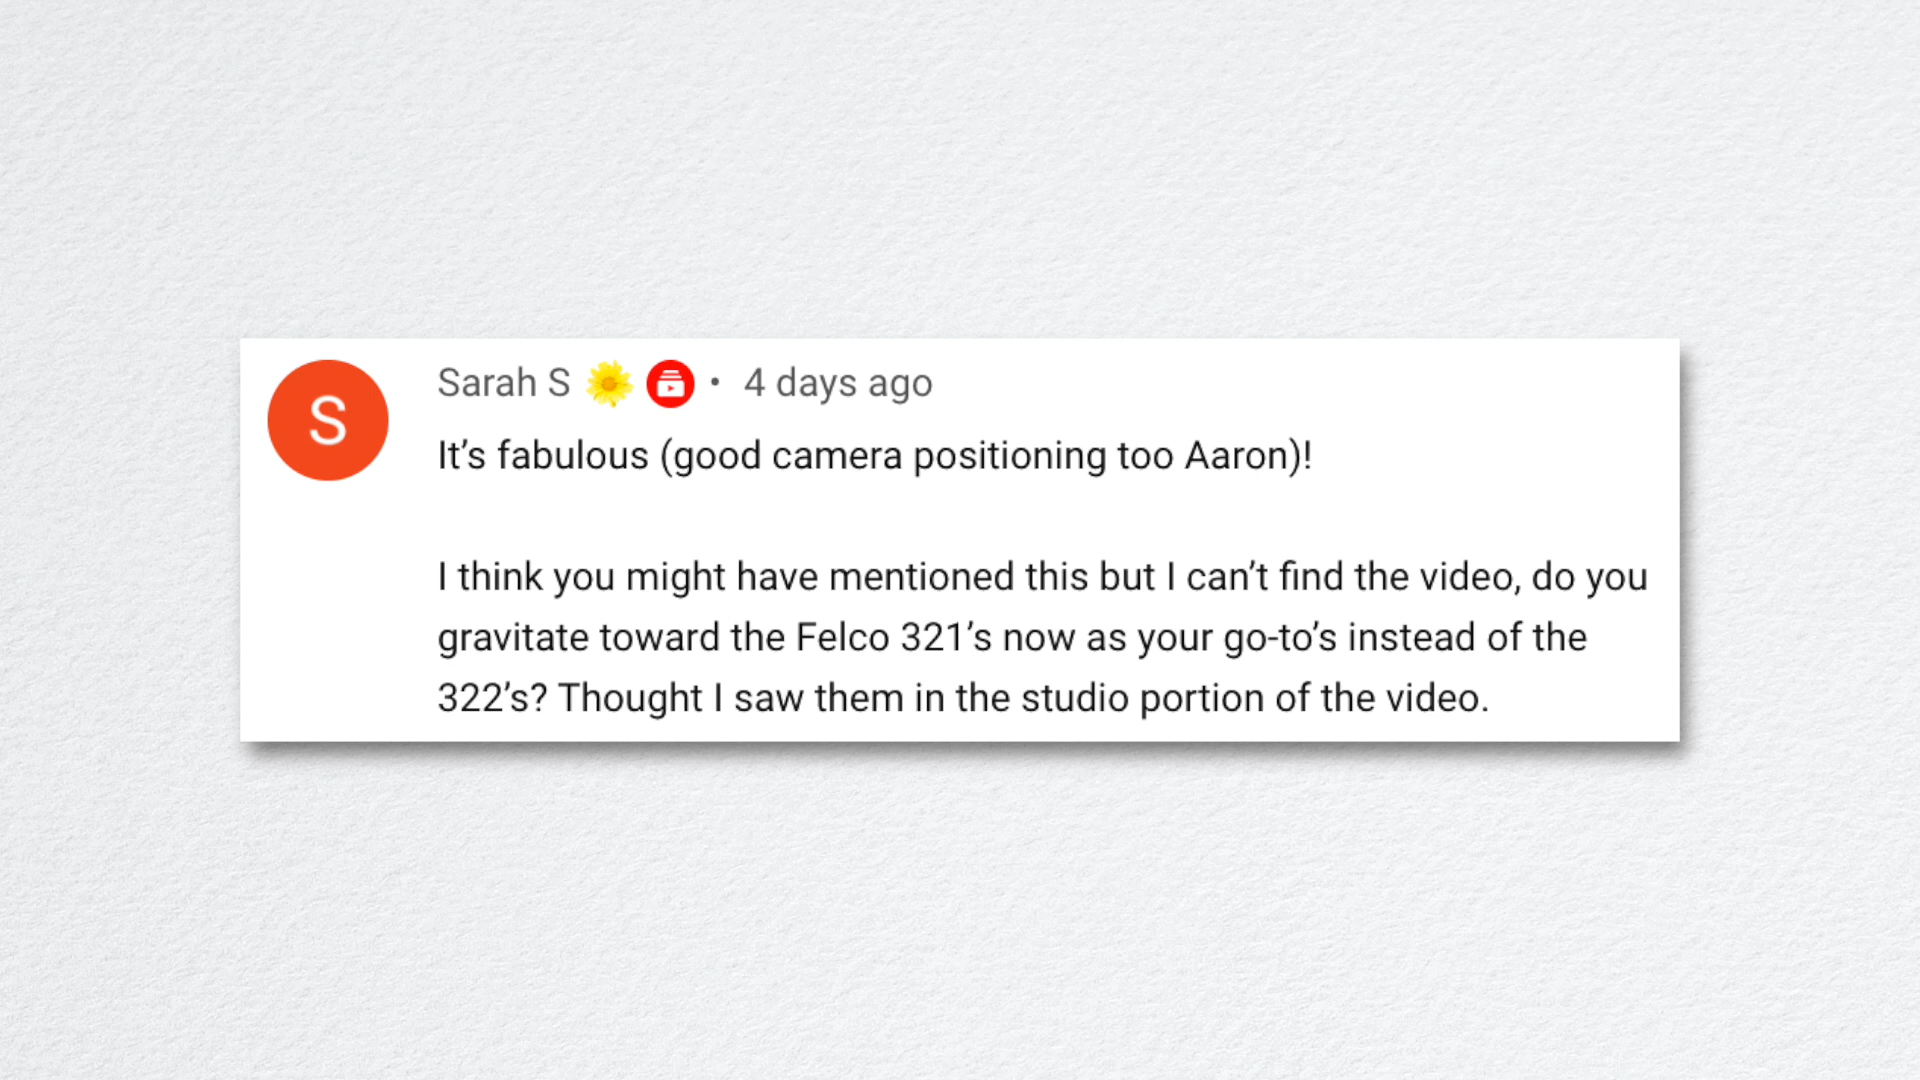 S
Sarah S • 4 days ago
It’s fabulous (good camera positioning too Aaron)!
I think you might have mentioned this but I can’t find the video, do you
gravitate toward the Felco 321’s now as your go-to’s instead of the
322’s? Thought I saw them in the studio portion of the video.